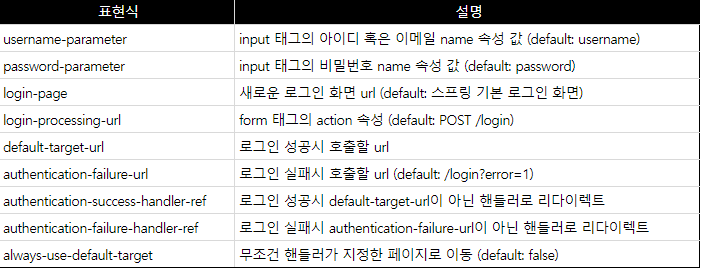 표현식 설명
username-parameter input 태그의 아이디 혹은 이메일 name 속성 값 (default: username)
password-parameter input 태그의 비밀번호 name 속성 값 (default: password)
login-page 새로운 로그인 화면 url (default: 스프링 기본 로그인 화면)
login-processing-url form 태그의 action 속성 (default: POST /login)
default-target-url 로그인 성공시 호출할 url
authentication-failure-url 로그인 실패시 호출할 url (default: /login?error=1)
authentication-success-handler-ref 로그인 성공시 default-target-url이 아닌 핸들러로 리다이렉트
authentication-failure-handler-ref 로그인 실패시 authentication-failure-url이 아닌 핸들러로 리다이렉트
always-use-default-target 무조건 핸들러가 지정한 페이지로 이동 (default: false)